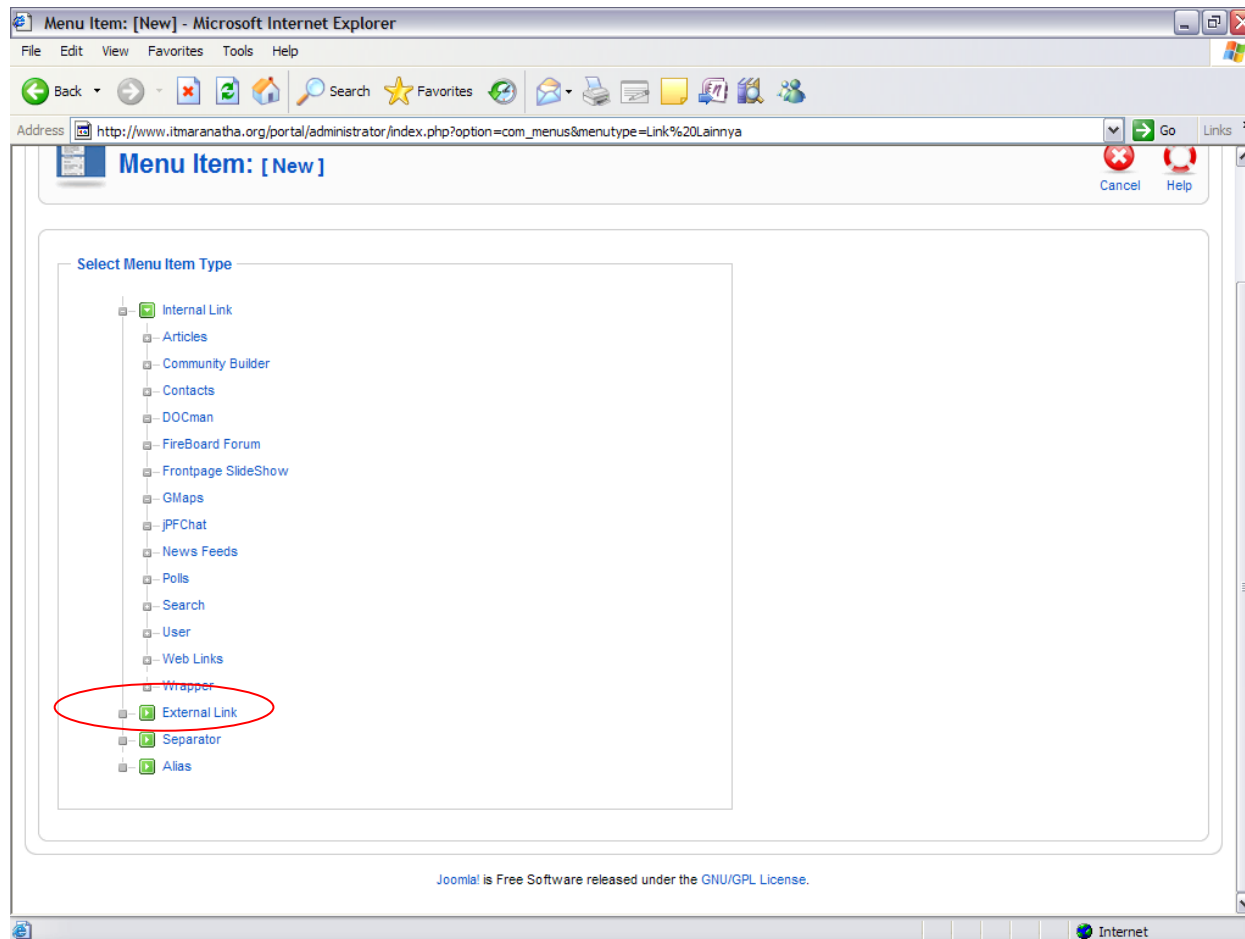 Menu Item: [New] - Microsoft Internet Explorer
File Edit View Favorites Tools Help
Back Search Favorites
Address http://www.itmaranatha.org/portal/administrator/index.php?option=com_menus&menutype=Link%20Lainnya Go Links
Menu Item: [ New ]
Cancel Help
Select Menu Item Type
Internal Link
Articles
Community Builder
Contacts
DOCman
FireBoard Forum
Frontpage SlideShow
GMaps
jPFChat
News Feeds
Polls
Search
User
Web Links
Wrapper
External Link
Separator
Alias
Joomla! is Free Software released under the GNU/GPL License.
Internet